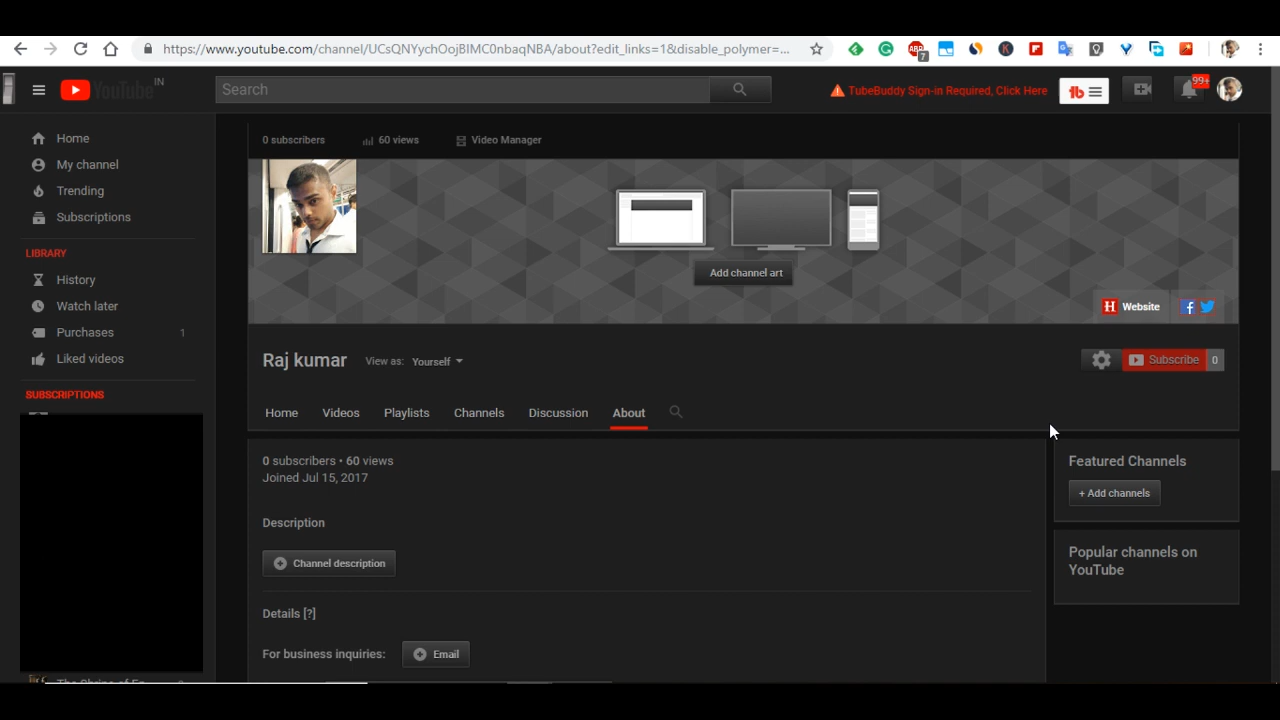 https://www.youtube.com/channel/UCsQNYychOojBIMC0nbaqNBA/about?edit_links=1&disable_polymer=...
ABP
7
YouTube IN
Search
TubeBuddy Sign-in Required, Click Here
tb
99+
Home
My channel
Trending
Subscriptions
LIBRARY
History
Watch later
Purchases 1
Liked videos
SUBSCRIPTIONS
0 subscribers 60 views Video Manager
Add channel art
H Website
Raj kumar View as: Yourself
Subscribe 0
Home Videos Playlists Channels Discussion About
0 subscribers • 60 views
Joined Jul 15, 2017
Description
Channel description
Details [?]
For business inquiries: Email
Featured Channels
+ Add channels
Popular channels on
YouTube